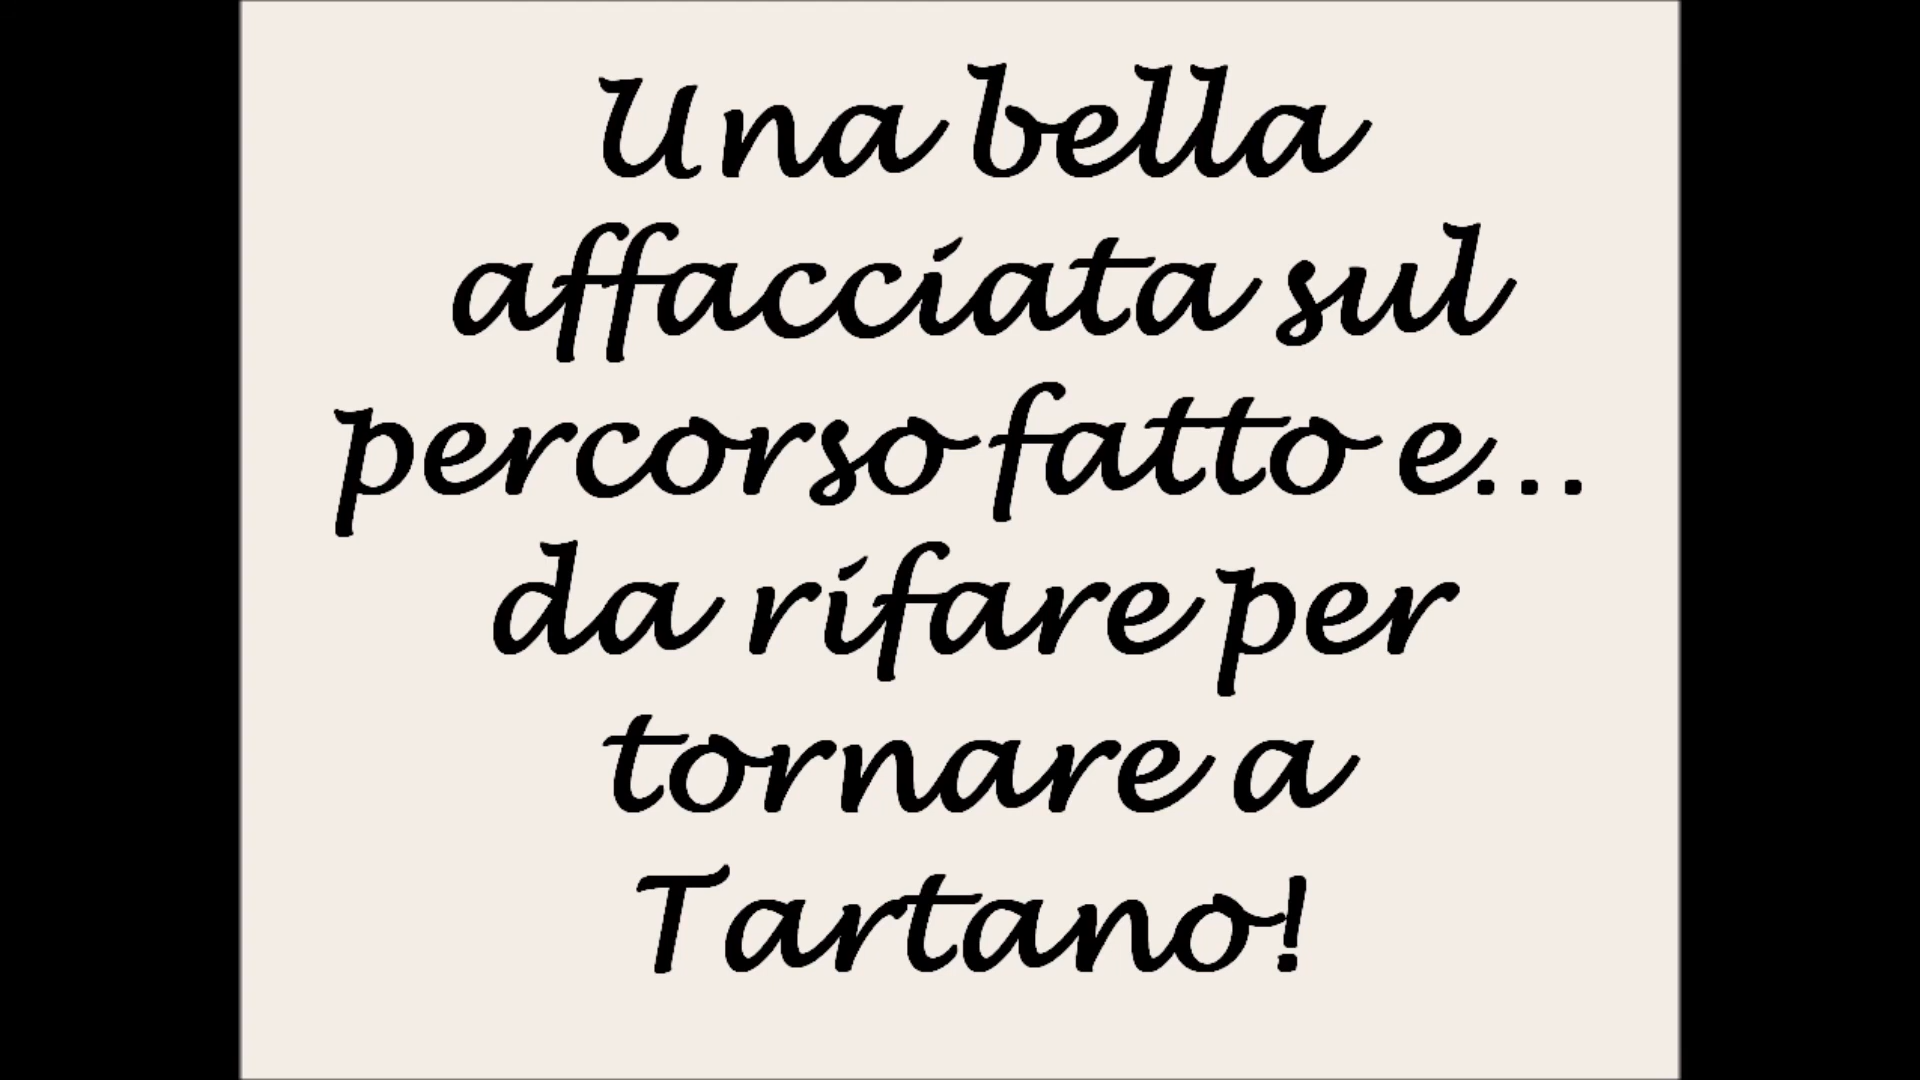 Una bella
affacciata sul
percorso fatto e...
da rifare per
tornare a
Tartano!